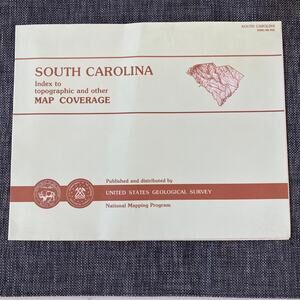 SOUTH CAROLINA
SOUTH CAROLINA
Index to
topographic and other
MAP COVERAGE
Published and distributed by
UNITED STATES GEOLOGICAL SURVEY
National Mapping Program